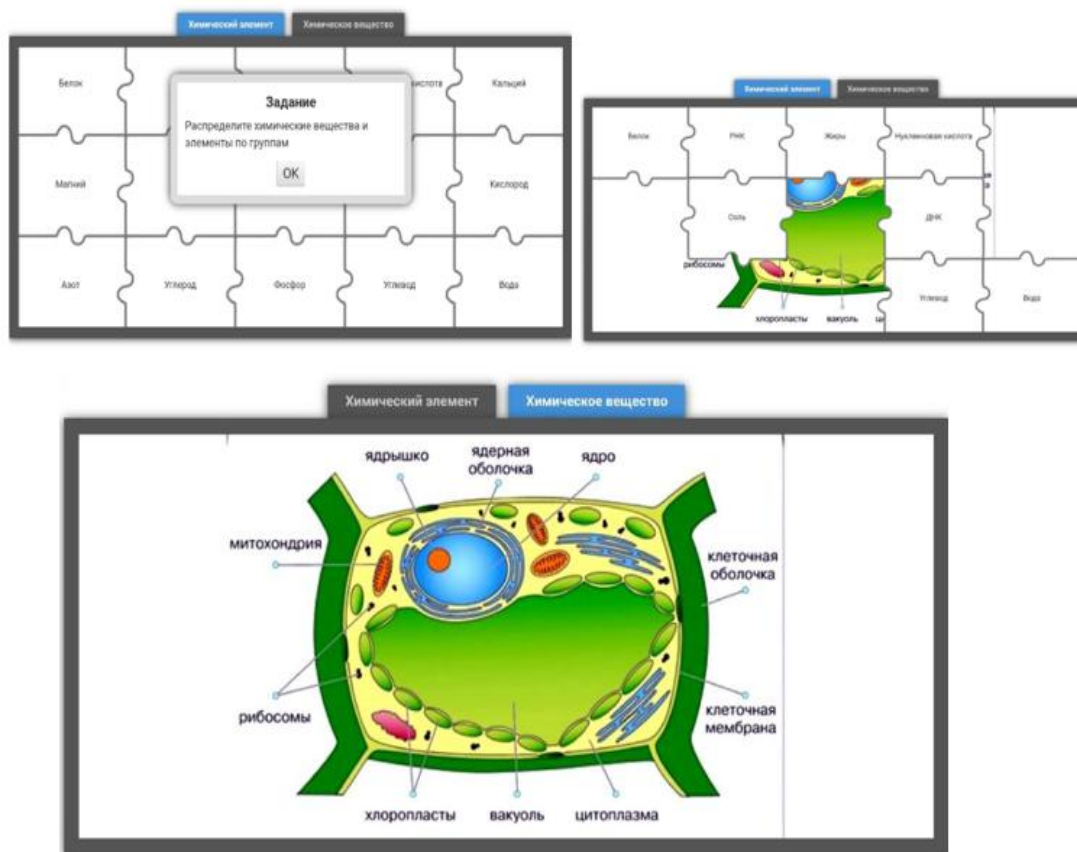 Химический элемент
Химическое вещество
Белок
кислота
Кальций
Задание
Распределите химические вещества и
элементы по группам
OK
Магний
Кислород
Азот
Углерод
Фосфор
Углевод
Вода
Химический элемент
Химическое вещество
Белок
РНК
Жиры
Нуклеиновая кислота
Соль
ДНК
рибосомы
Углевод
Вода
хлоропласты
вакуоль
ци
Химический элемент
Химическое вещество
ядрышко
ядерная
оболочка
ядро
митохондрия
клеточная
оболочка
рибосомы
клеточная
мембрана
хлоропласты
вакуоль
цитоплазма